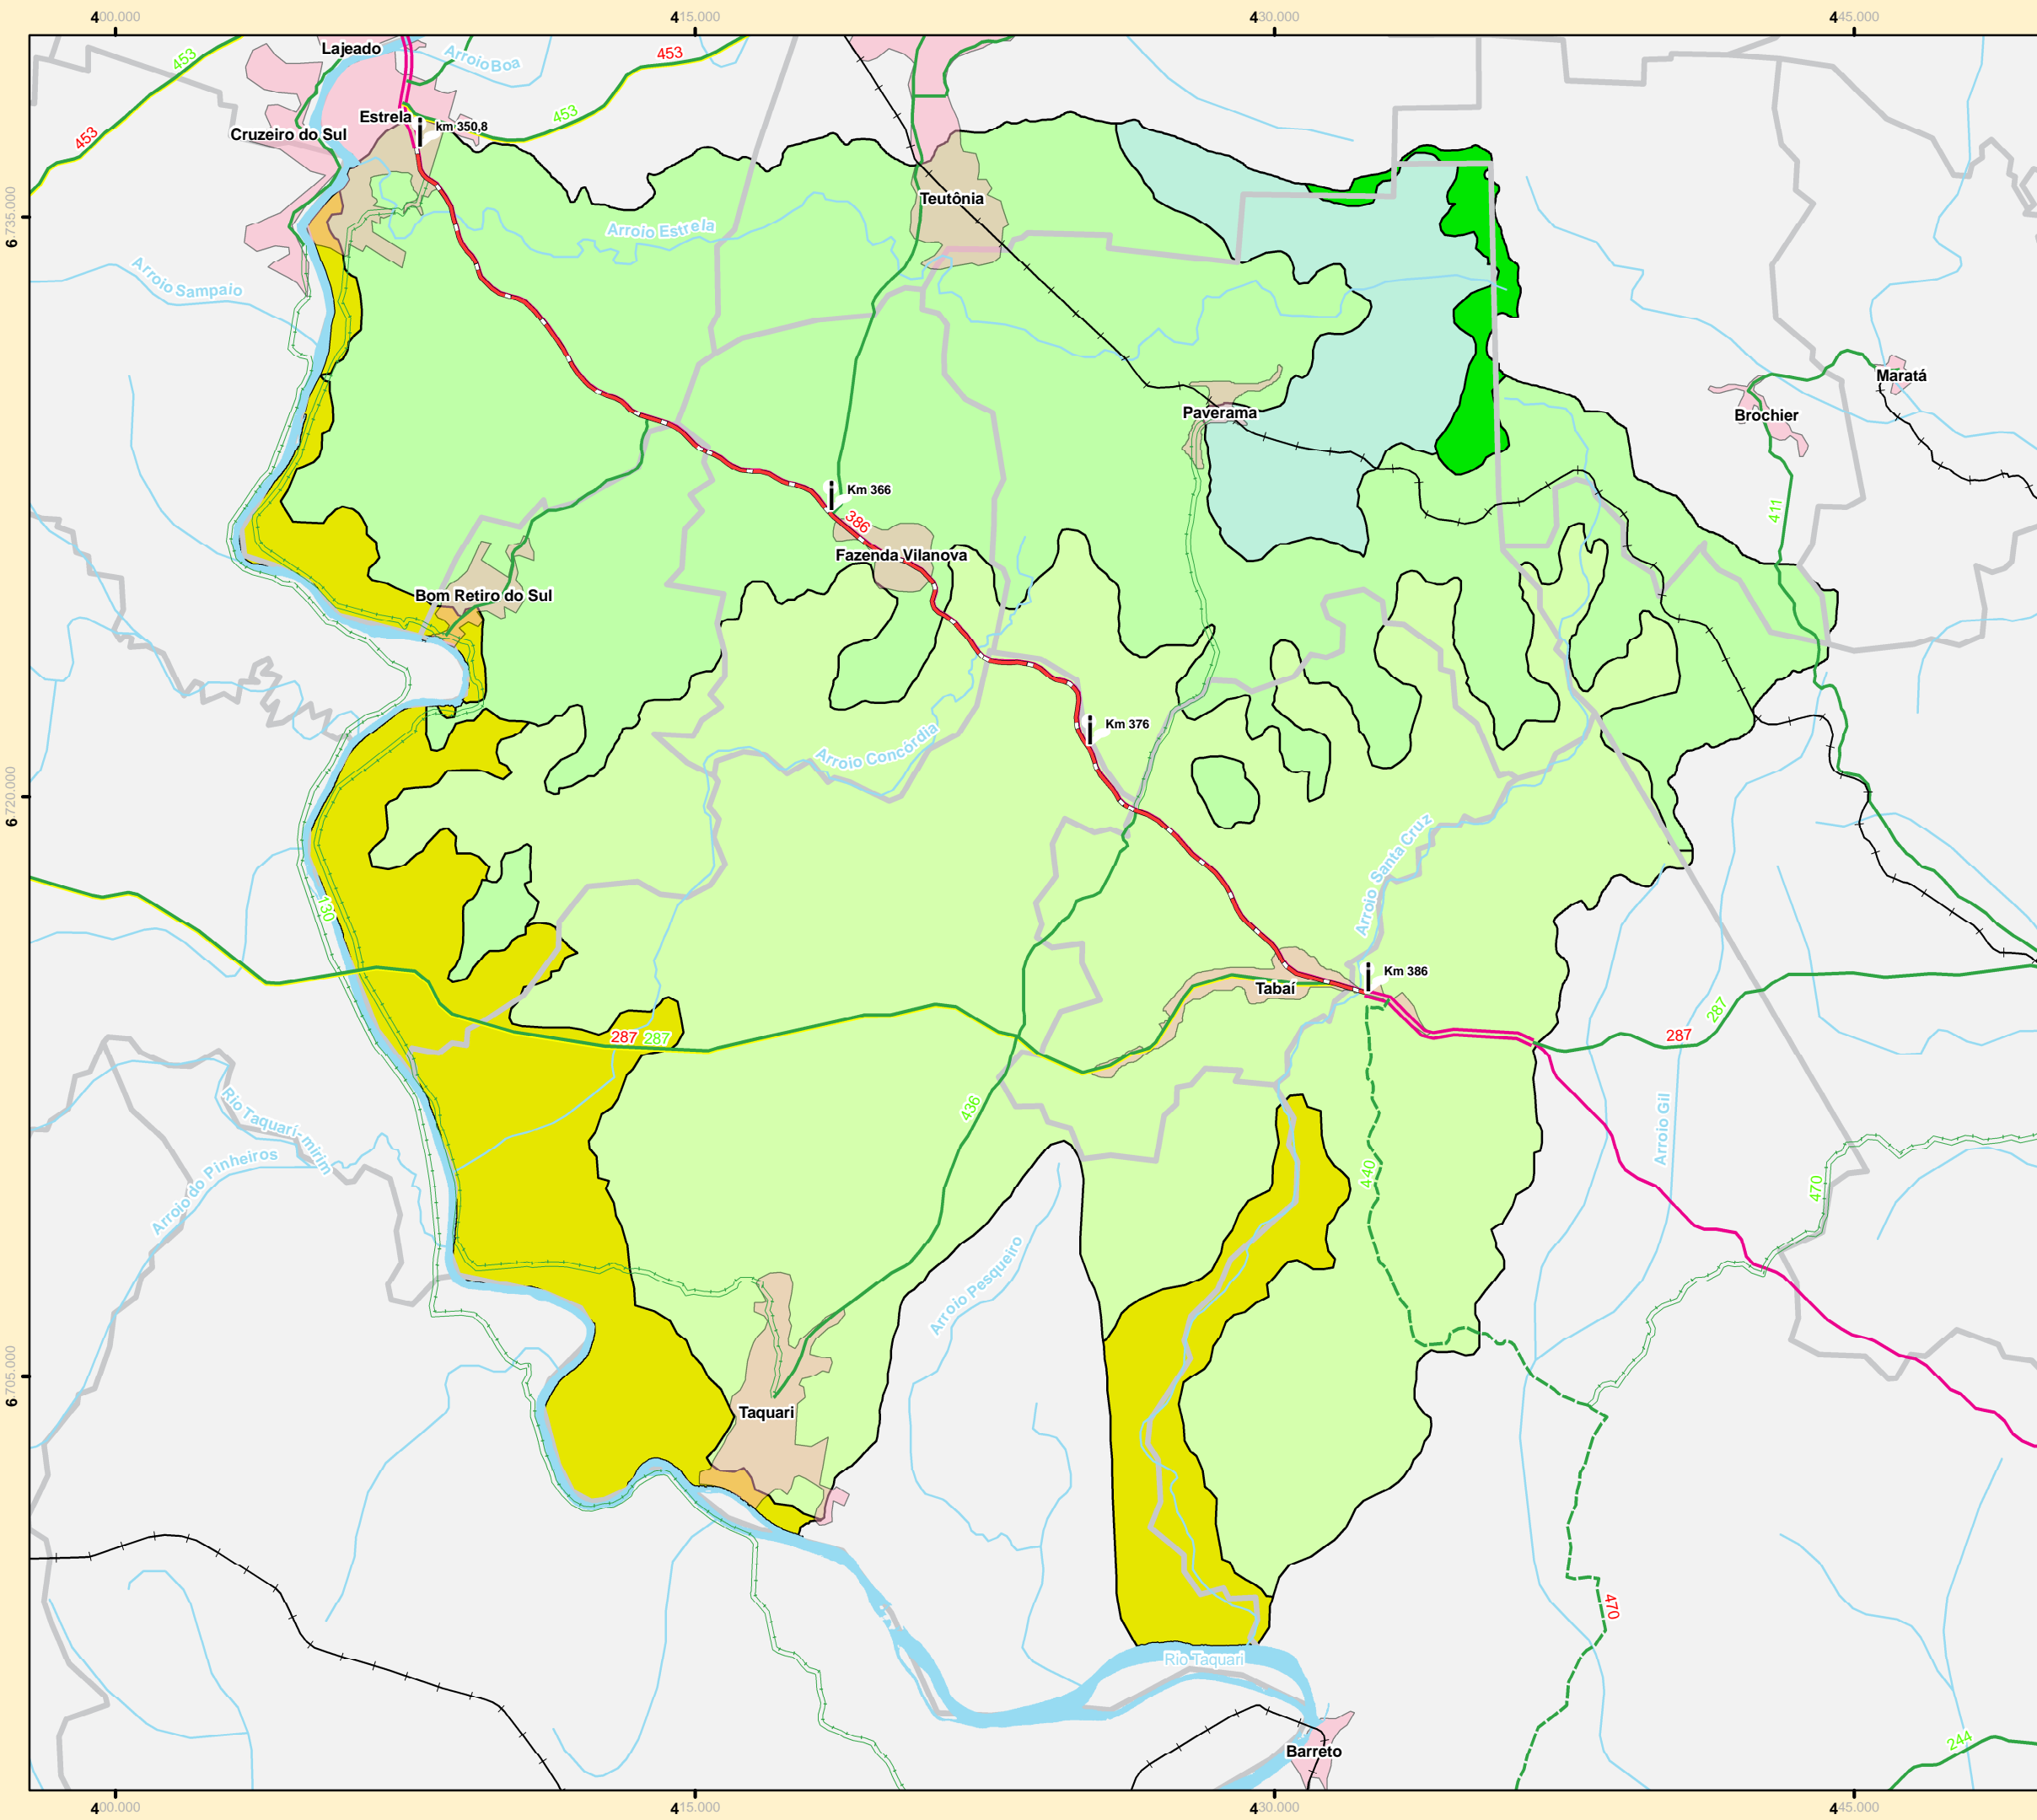 400.000
415.000
430.000
445.000
Lajeado
Arroio Boa
453
453
453
453
Estrela
km 350,8
Cruzeiro do Sul
Teutônia
6.735.000
Arroio Estrela
Arroio Sampaio
Maratá
Brochier
Paverama
Km 366
386
411
Fazenda Vilanova
Bom Retiro do Sul
Km 376
Arroio Concórdia
6.720.000
Arroio Santa Cruz
130
Km 386
Tabaí
287
287
287
287
436
Rio Taquarí-mirim
Arroio do Pinheiros
Arroio Gil
440
470
Arroio Pesqueiro
6.705.000
Taquari
470
Rio Taquari
Barreto
244
400.000
415.000
430.000
445.000